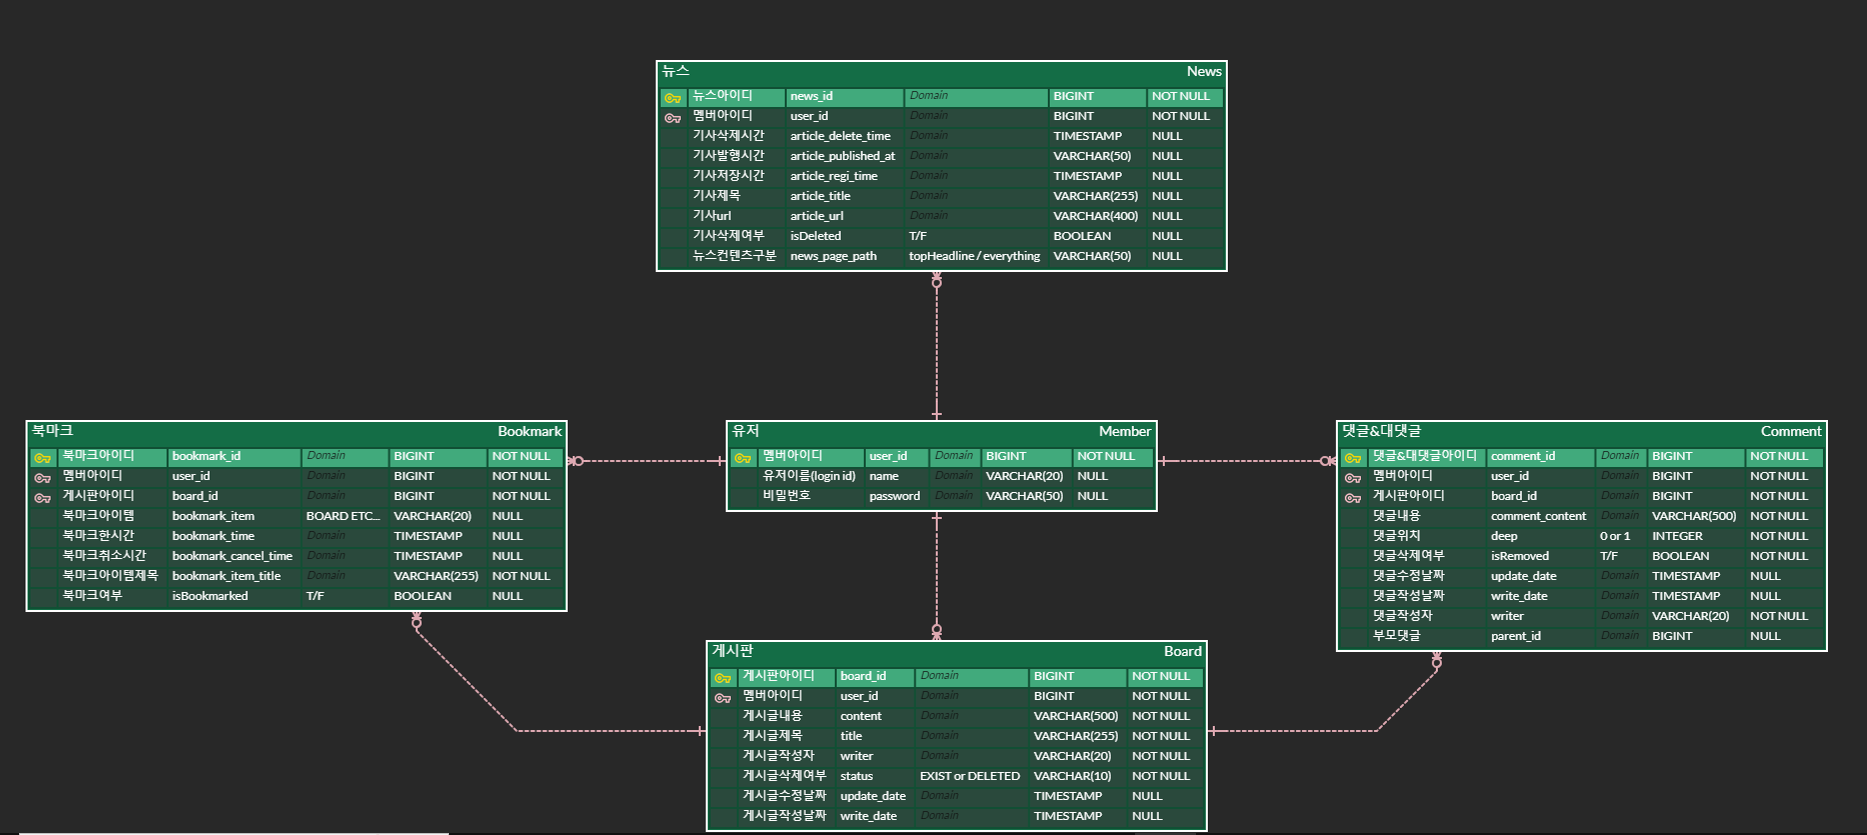 뉴스 News
뉴스아이디 news_id Domain BIGINT NOT NULL
멤버아이디 user_id Domain BIGINT NOT NULL
기사삭제시간 article_delete_time Domain TIMESTAMP NULL
기사발행시간 article_published_at Domain VARCHAR(50) NULL
기사저장시간 article_regi_time Domain TIMESTAMP NULL
기사제목 article_title Domain VARCHAR(255) NULL
기사url article_url Domain VARCHAR(400) NULL
기사삭제여부 isDeleted T/F BOOLEAN NULL
뉴스컨텐츠구분 news_page_path topHeadline / everything VARCHAR(50) NULL
북마크 Bookmark
북마크아이디 bookmark_id Domain BIGINT NOT NULL
멤버아이디 user_id Domain BIGINT NOT NULL
게시판아이디 board_id Domain BIGINT NOT NULL
북마크아이템 bookmark_item BOARD ETC... VARCHAR(20) NULL
북마크한시간 bookmark_time Domain TIMESTAMP NULL
북마크취소시간 bookmark_cancel_time Domain TIMESTAMP NULL
북마크아이템제목 bookmark_item_title Domain VARCHAR(255) NOT NULL
북마크여부 isBookmarked T/F BOOLEAN NULL
유저 Member
멤버아이디 user_id Domain BIGINT NOT NULL
유저이름(login id) name Domain VARCHAR(20) NULL
비밀번호 password Domain VARCHAR(50) NULL
댓글&대댓글 Comment
댓글&대댓글아이디 comment_id Domain BIGINT NOT NULL
멤버아이디 user_id Domain BIGINT NOT NULL
게시판아이디 board_id Domain BIGINT NOT NULL
댓글내용 comment_content Domain VARCHAR(500) NOT NULL
댓글위치 deep 0 or 1 INTEGER NOT NULL
댓글삭제여부 isRemoved T/F BOOLEAN NOT NULL
댓글수정날짜 update_date Domain TIMESTAMP NULL
댓글작성날짜 write_date Domain TIMESTAMP NULL
댓글작성자 writer Domain VARCHAR(20) NOT NULL
부모댓글 parent_id Domain BIGINT NULL
게시판 Board
게시판아이디 board_id Domain BIGINT NOT NULL
멤버아이디 user_id Domain BIGINT NOT NULL
게시글내용 content Domain VARCHAR(500) NOT NULL
게시글제목 title Domain VARCHAR(255) NOT NULL
게시글작성자 writer Domain VARCHAR(20) NOT NULL
게시글삭제여부 status EXIST or DELETED VARCHAR(10) NOT NULL
게시글수정날짜 update_date Domain TIMESTAMP NULL
게시글작성날짜 write_date Domain TIMESTAMP NULL